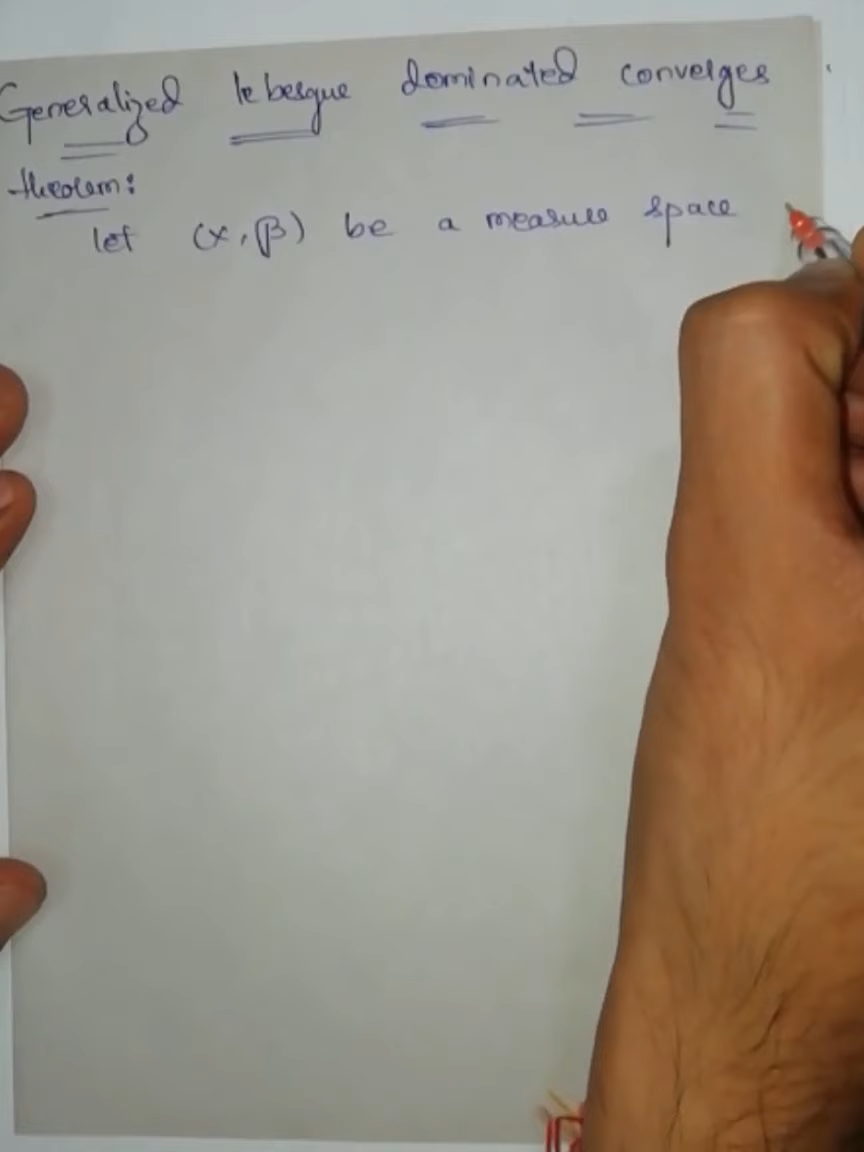 Generalized lebesgue dominated converges
theorem:
let (x, β) be a measure space